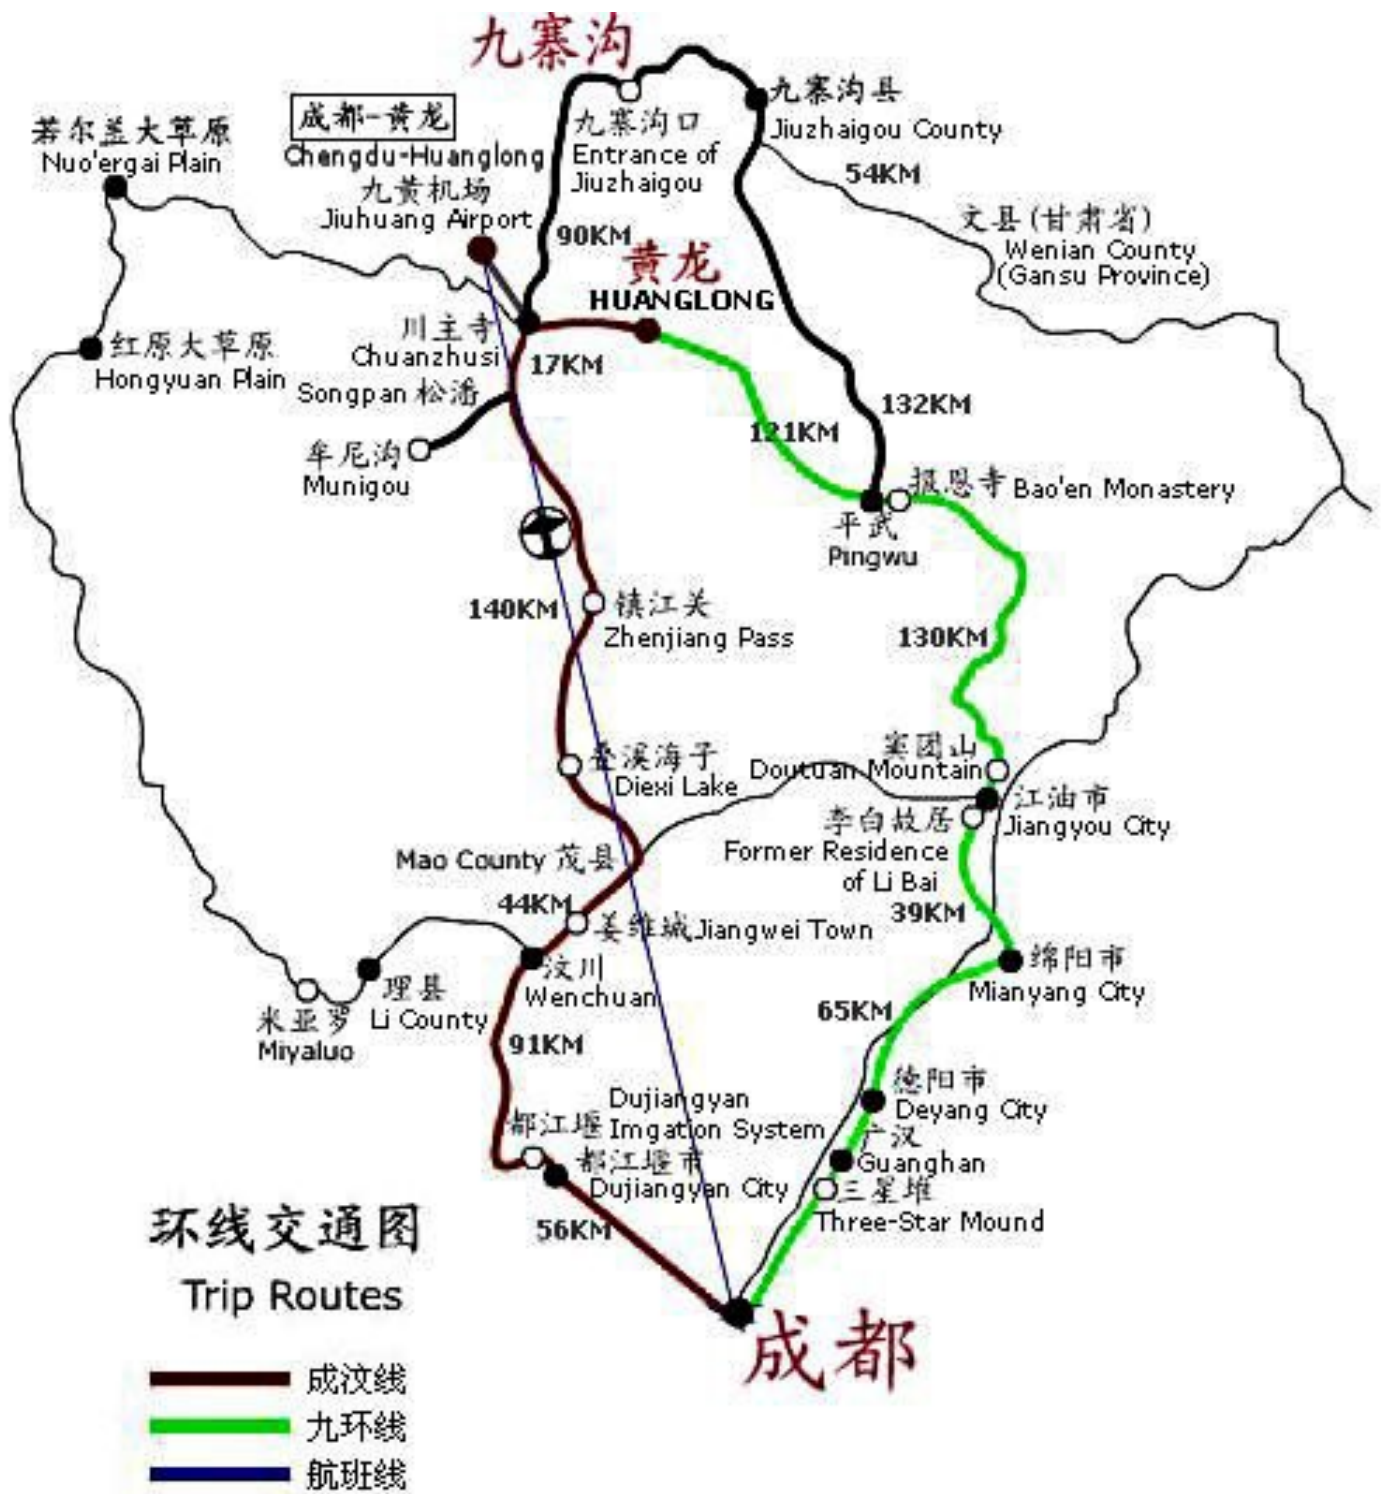 九寨沟
九寨沟县
Jiuzhaigou County
成都-黄龙
Chengdu-Huanglong
若尔兰大草原
Nuo'ergai Plain
九寨沟口
Entrance of
Jiuzhaigou
54KM
九黄机场
Jiuhuang Airport
90KM
文县(甘肃省)
Wenian County
(Gansu Province)
黄龙
HUANGLONG
川主寺
Chuanzhusi
17KM
红原大草原
Hongyuan Plain
Songpan 松潘
132KM
121KM
牟尼沟
Munigou
报恩寺 Bao'en Monastery
平武
Pingwu
140KM
镇江关
Zhenjiang Pass
130KM
叠溪海子
Diexi Lake
窦团山
Doutuan Mountain
江油市
Jiangyou City
李白故居
Former Residence
of Li Bai
Mao County 茂县
44KM
39KM
姜维城 Jiangwei Town
汶川
Wenchuan
绵阳市
Mianyang City
理县
Li County
米亚罗
Miyaluo
65KM
91KM
德阳市
Deyang City
都江堰
Dujiangyan
Imgation System
广汉
Guanghan
都江堰市
Dujiangyan City
三星堆
Three-Star Mound
56KM
成都
环线交通图
Trip Routes
成汶线
九环线
航班线